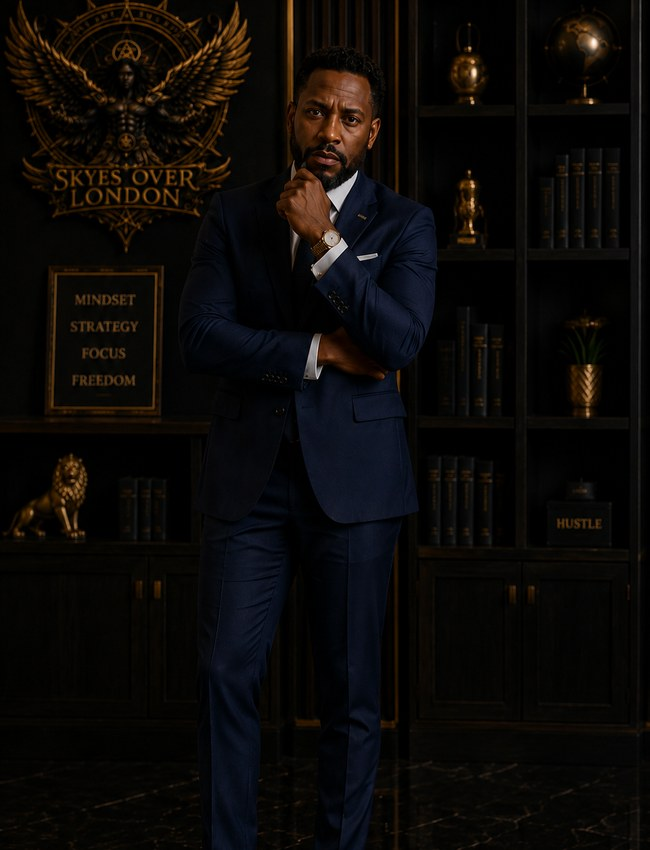 SKYES OVER
LONDON
MINDSET
STRATEGY
FOCUS
FREEDOM
HUSTLE